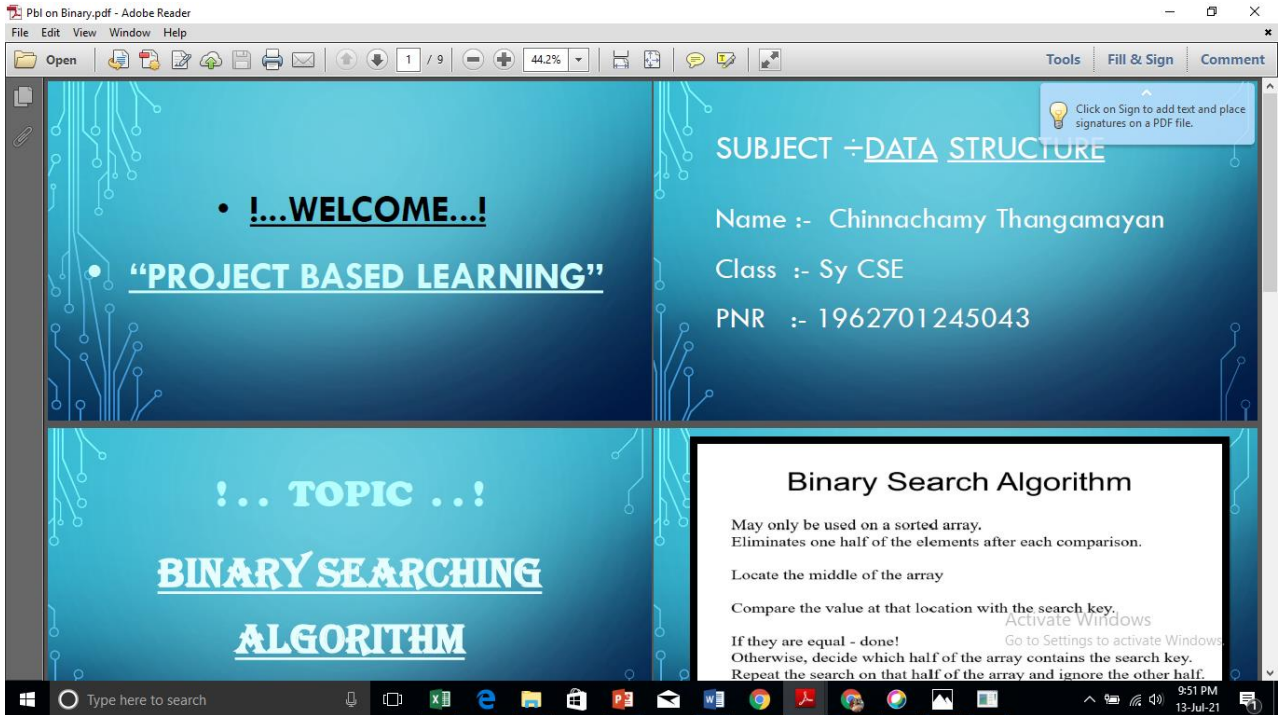 Pbl on Binary.pdf - Adobe Reader
File Edit View Window Help
Open 1 / 9 44.2% Tools Fill & Sign Comment
Click on Sign to add text and place
signatures on a PDF file.
• !...WELCOME...!
• “PROJECT BASED LEARNING”
SUBJECT ÷DATA STRUCTURE
Name :- Chinnachamy Thangamayan
Class :- Sy CSE
PNR :- 1962701245043
!.. TOPIC ..!
BINARY SEARCHING
ALGORITHM
Binary Search Algorithm
May only be used on a sorted array.
Eliminates one half of the elements after each comparison.
Locate the middle of the array
Compare the value at that location with the search key.
If they are equal - done!
Otherwise, decide which half of the array contains the search key.
Repeat the search on that half of the array and ignore the other half.
Activate Windows
Go to Settings to activate Windows.
Type here to search
9:51 PM
13-Jul-21